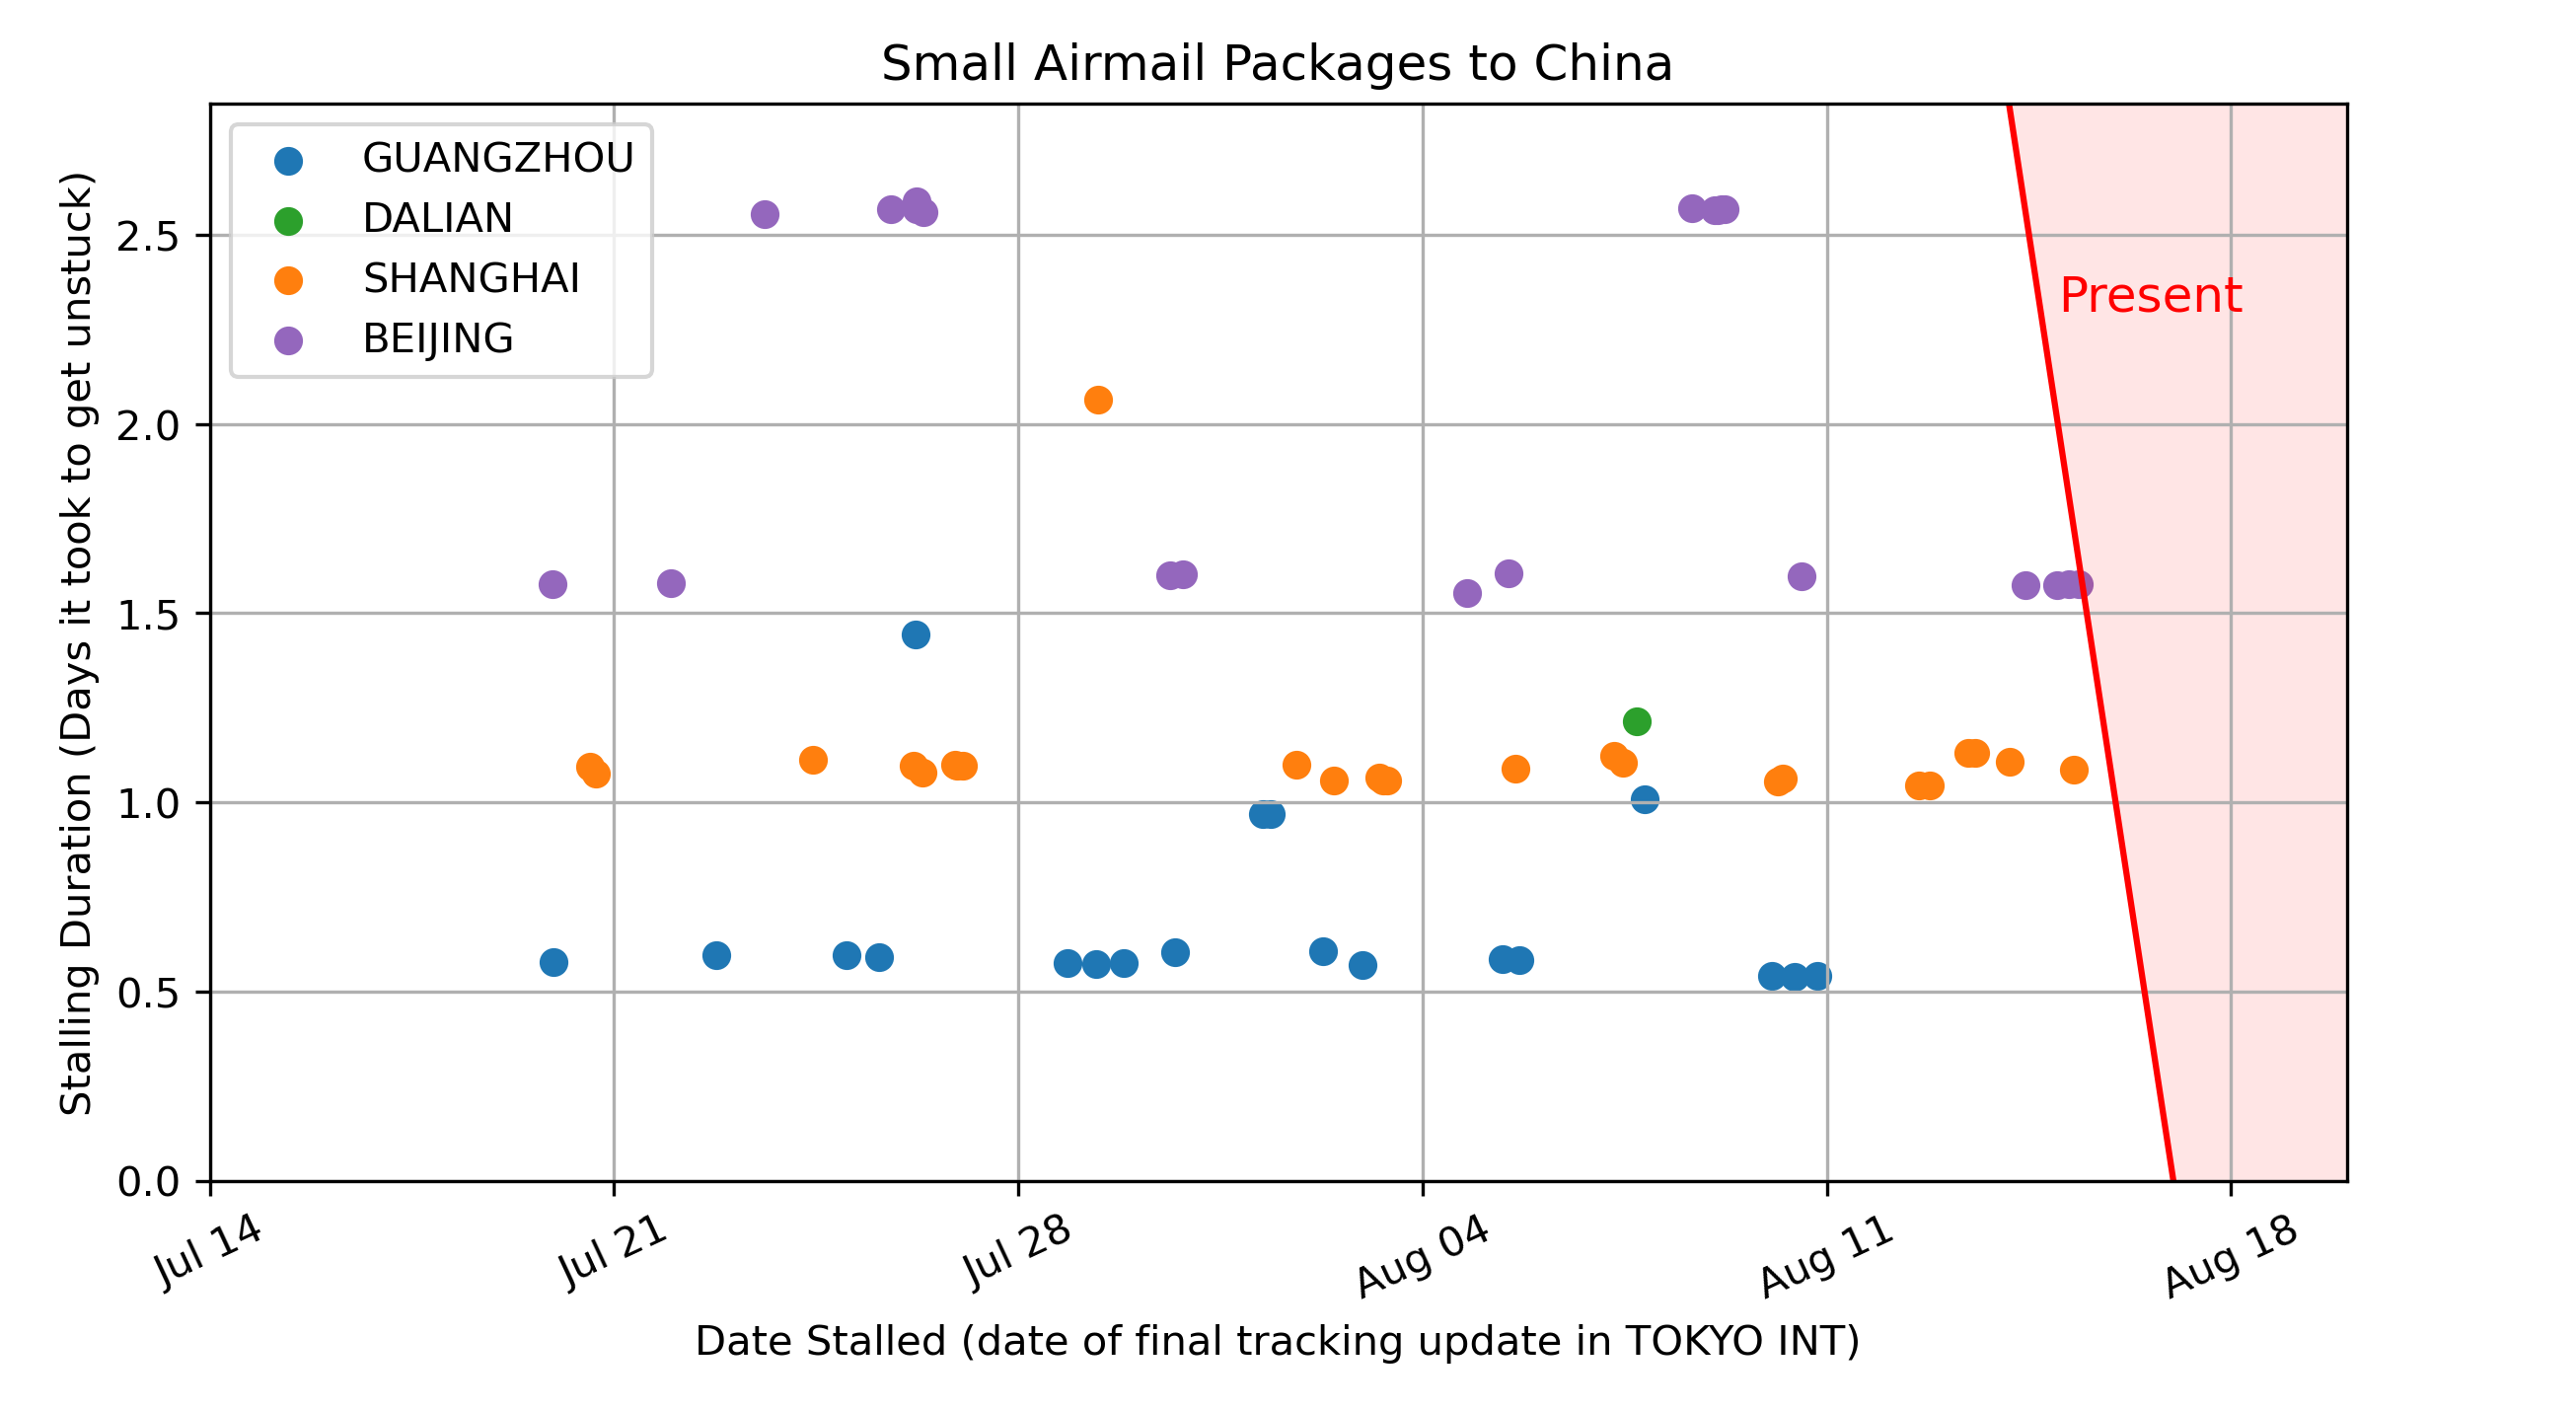 Small Airmail Packages to China
GUANGZHOU
DALIAN
SHANGHAI
BEIJING
Present
Stalling Duration (Days it took to get unstuck)
2.5
2.0
1.5
1.0
0.5
0.0
Jul 14
Jul 21
Jul 28
Aug 04
Aug 11
Aug 18
Date Stalled (date of final tracking update in TOKYO INT)